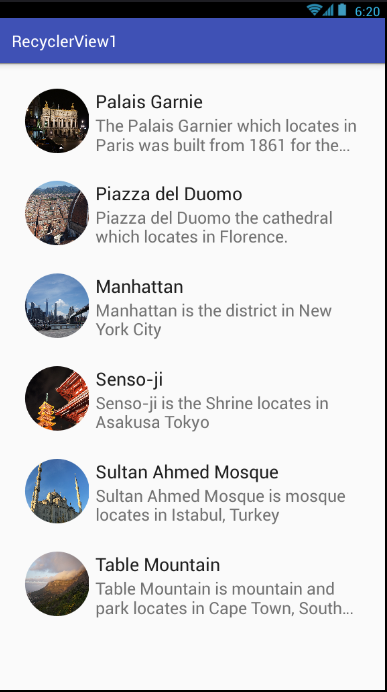 6:20
RecyclerView1
Palais Garnie
The Palais Garnier which locates in
Paris was built from 1861 for the...
Piazza del Duomo
Piazza del Duomo the cathedral
which locates in Florence.
Manhattan
Manhattan is the district in New
York City
Senso-ji
Senso-ji is the Shrine locates in
Asakusa Tokyo
Sultan Ahmed Mosque
Sultan Ahmed Mosque is mosque
locates in Istabul, Turkey
Table Mountain
Table Mountain is mountain and
park locates in Cape Town, South...